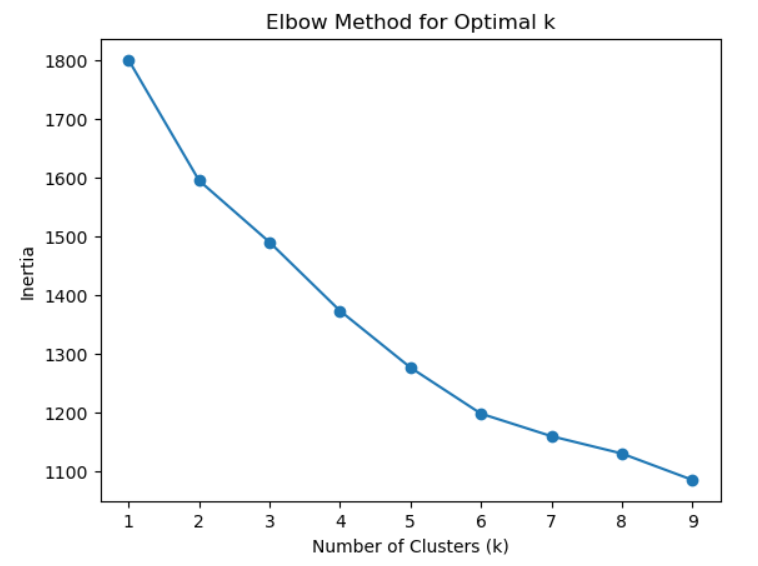 Elbow Method for Optimal k
1800
1700
1600
1500
1400
1300
1200
1100
Inertia
1 2 3 4 5 6 7 8 9
Number of Clusters (k)